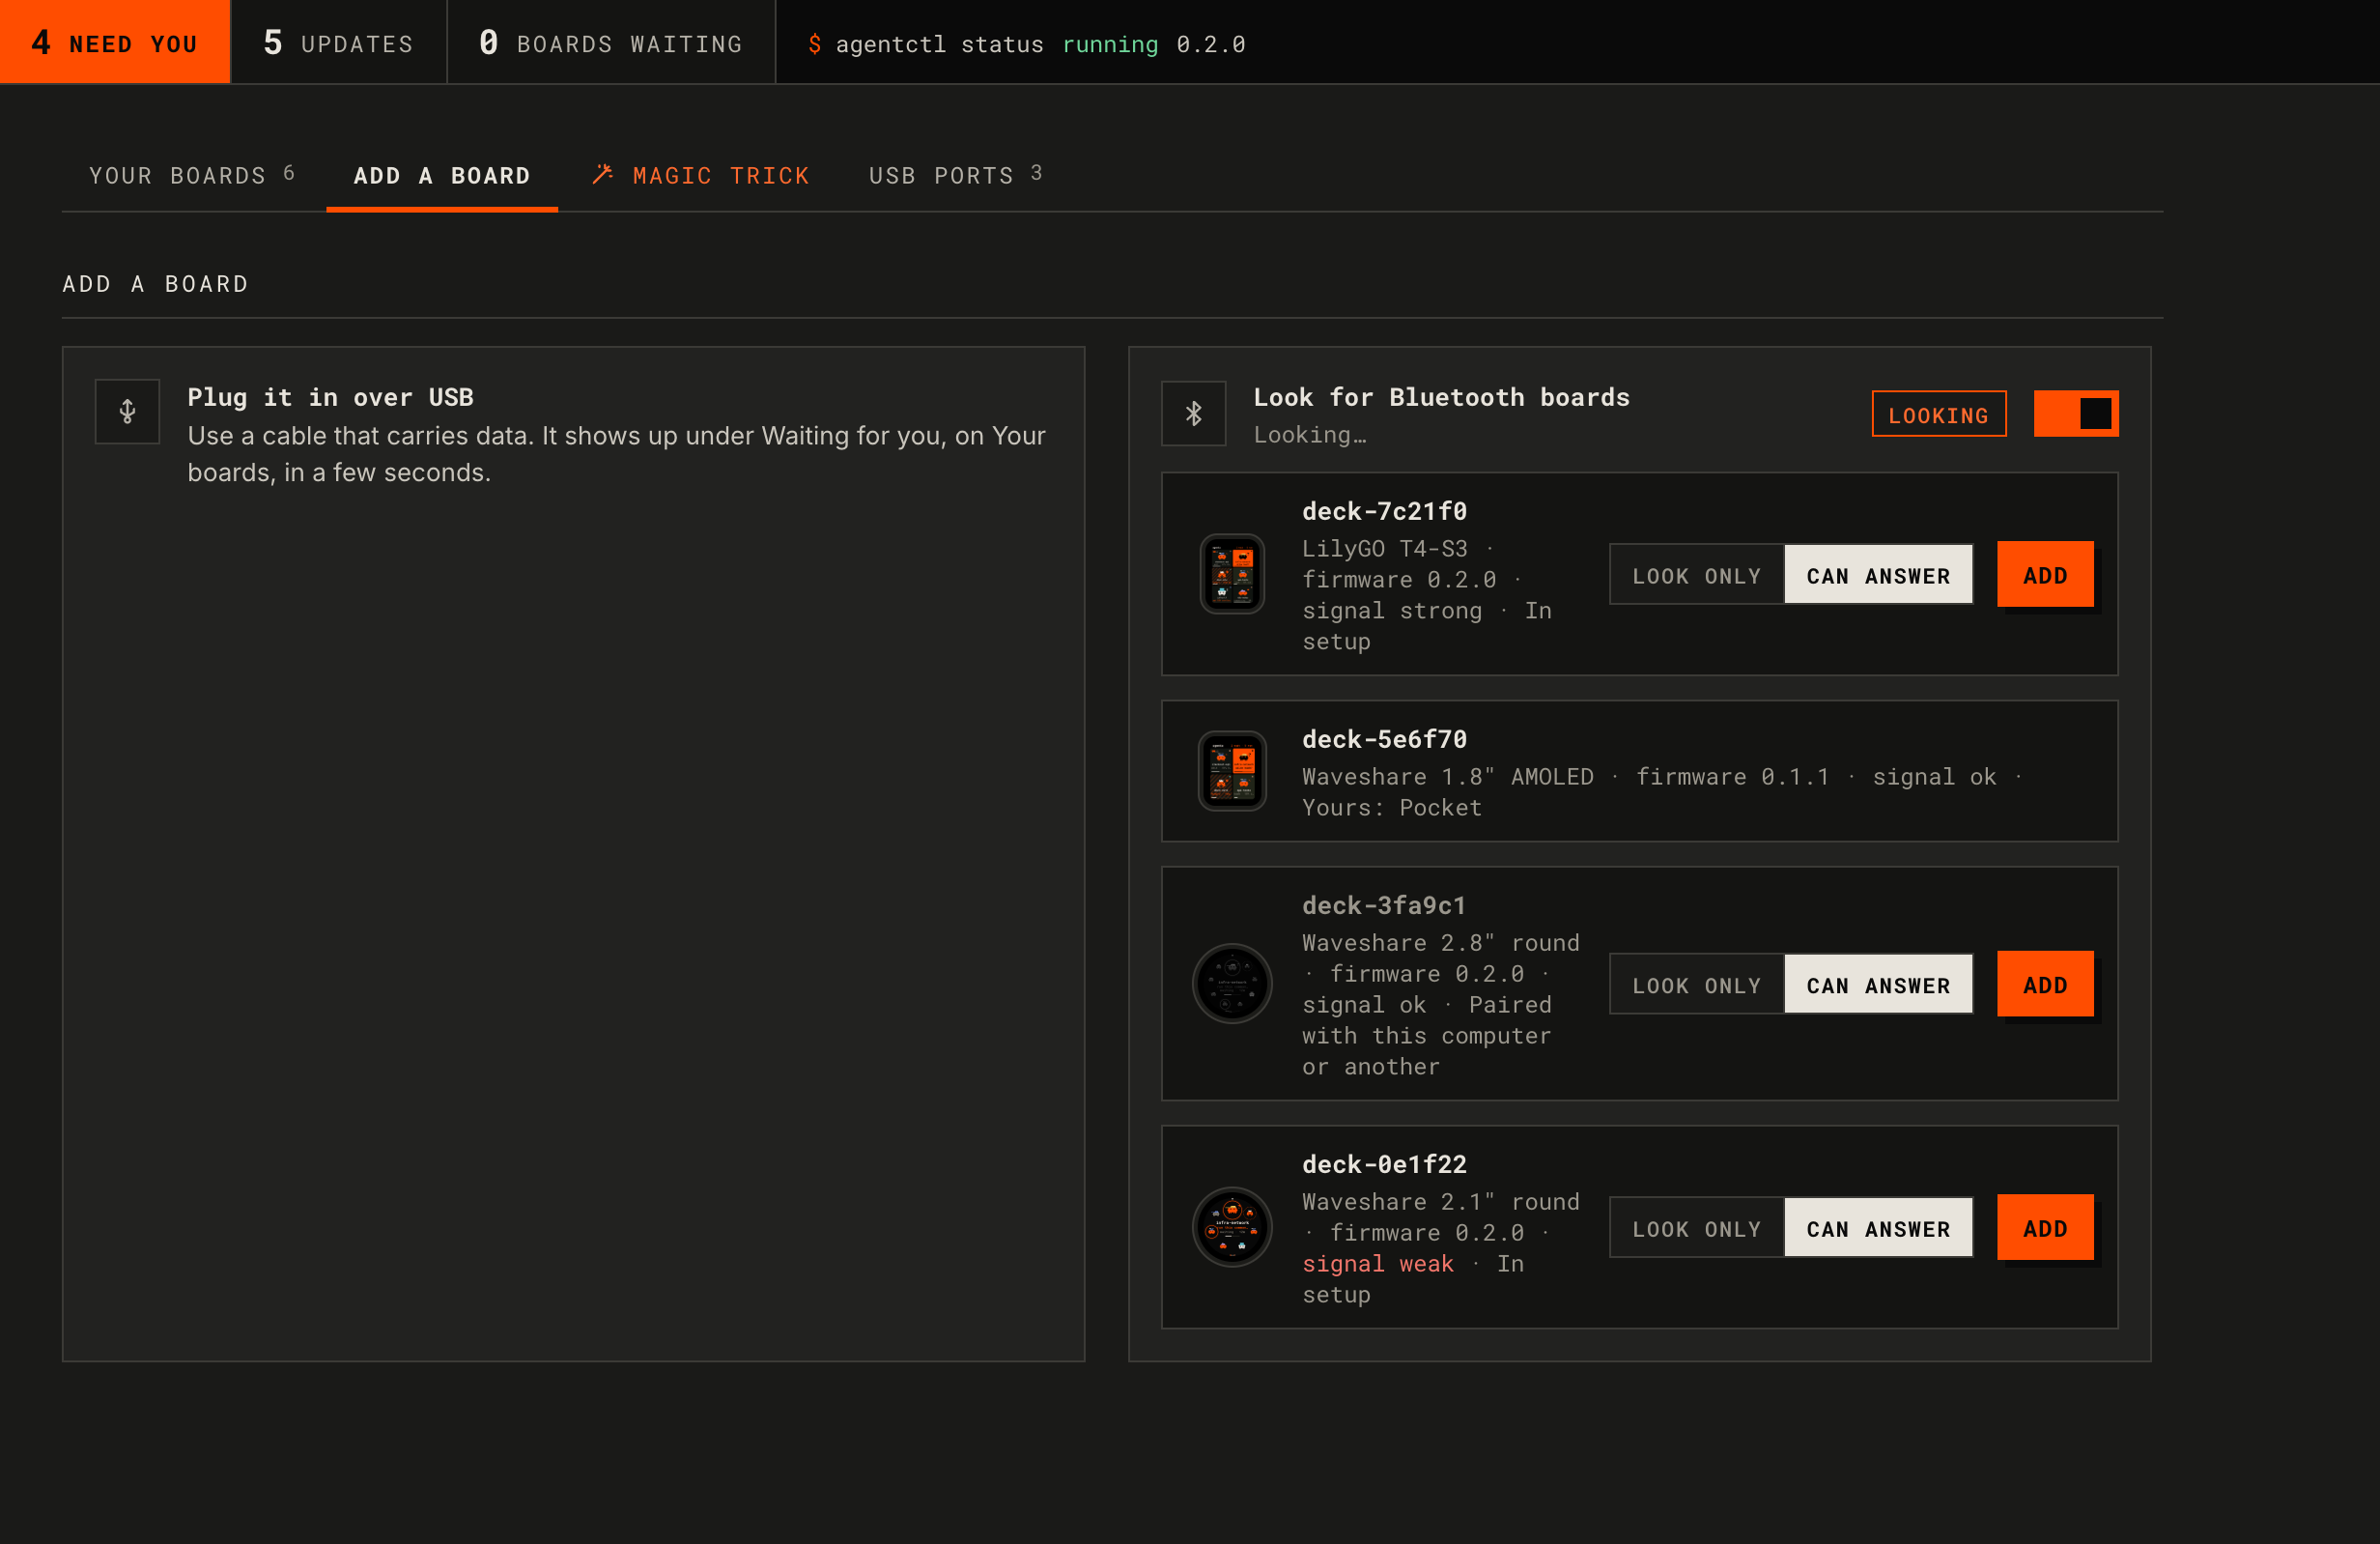 4 NEED YOU
5 UPDATES
0 BOARDS WAITING
$ agentctl status running 0.2.0
YOUR BOARDS 6
ADD A BOARD
MAGIC TRICK
USB PORTS 3
ADD A BOARD
Plug it in over USB
Use a cable that carries data. It shows up under Waiting for you, on Your
boards, in a few seconds.
Look for Bluetooth boards
Looking…
LOOKING
deck-7c21f0
LilyGO T4-S3 ·
firmware 0.2.0 ·
signal strong · In
setup
LOOK ONLY
CAN ANSWER
ADD
deck-5e6f70
Waveshare 1.8" AMOLED · firmware 0.1.1 · signal ok ·
Yours: Pocket
deck-3fa9c1
Waveshare 2.8" round
· firmware 0.2.0 ·
signal ok · Paired
with this computer
or another
LOOK ONLY
CAN ANSWER
ADD
deck-0e1f22
Waveshare 2.1" round
· firmware 0.2.0 ·
signal weak · In
setup
LOOK ONLY
CAN ANSWER
ADD